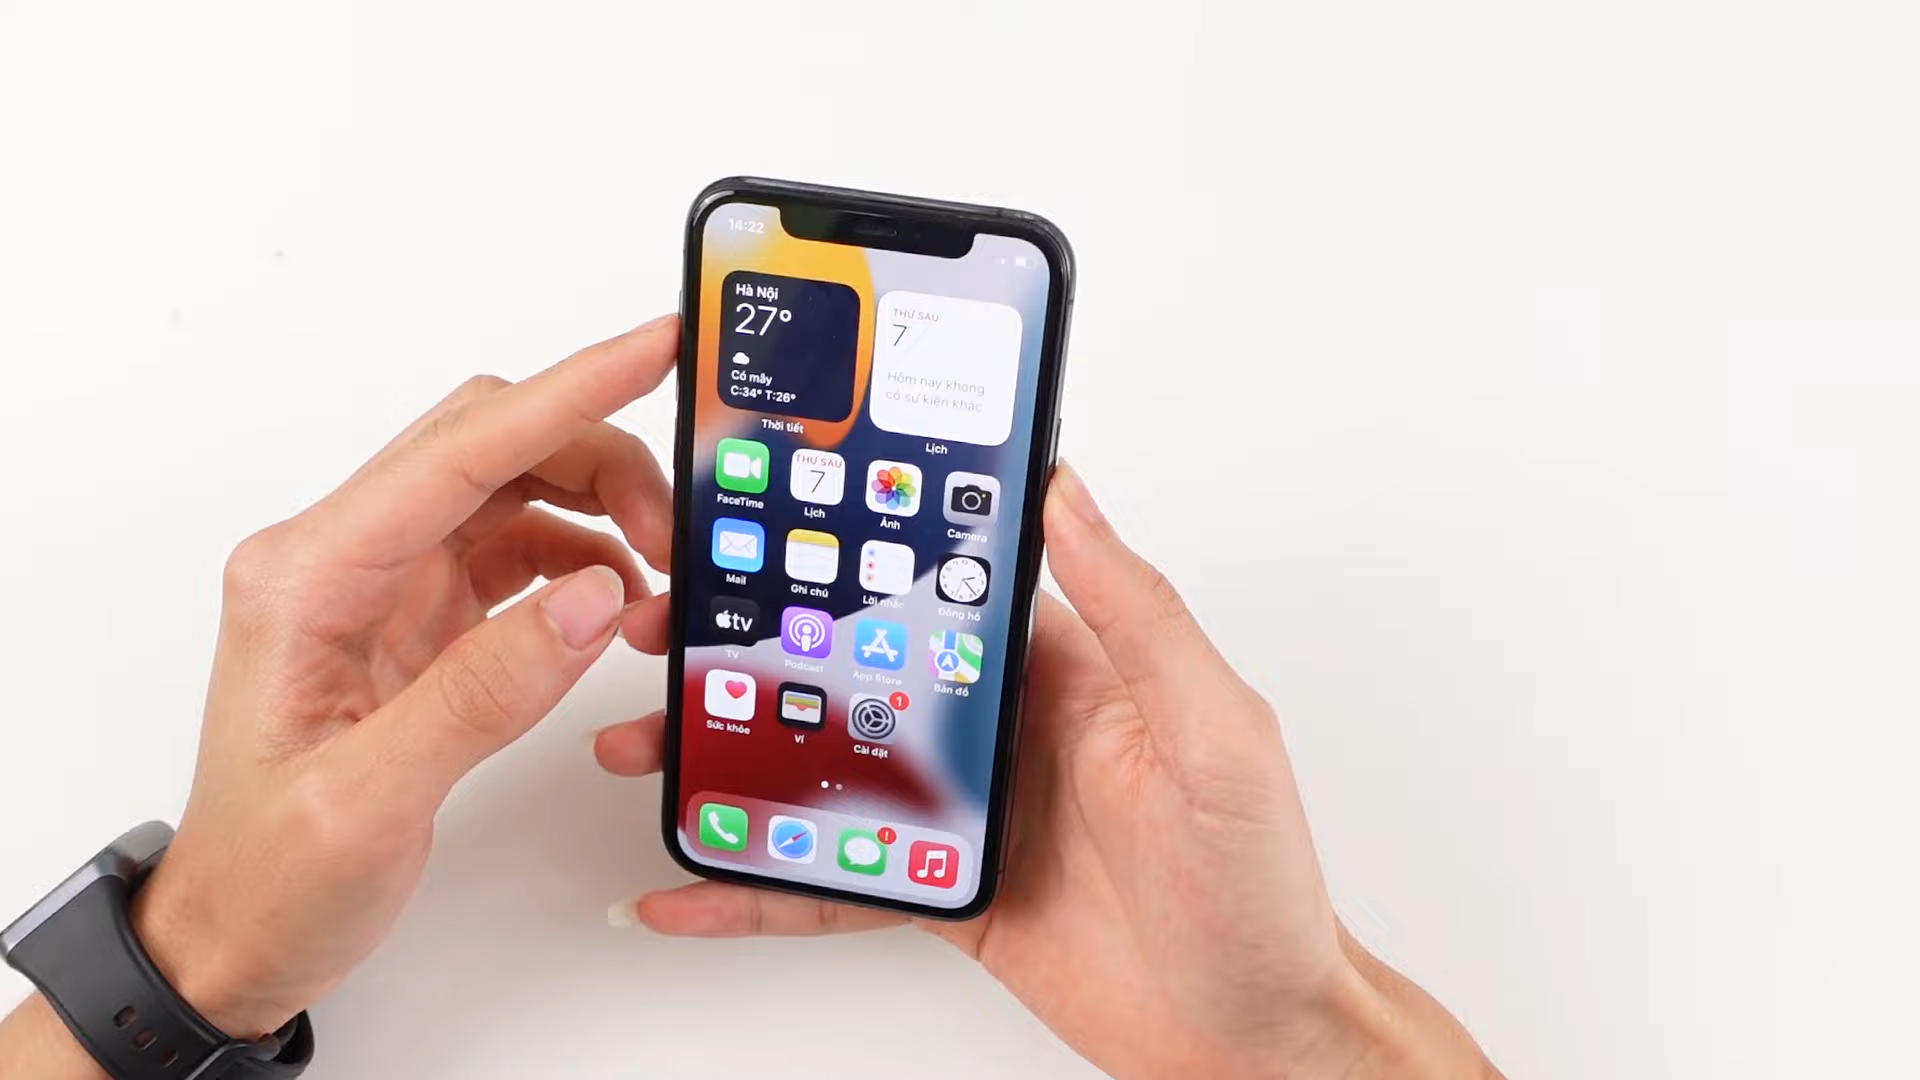 14:22
Hà Nội
27°
Có mây
C:34° T:26°
Thời tiết
THỨ SÁU
7
Hôm nay không
có sự kiện khác
Lịch
FaceTime
THỨ SÁU
7
Lịch
Ảnh
Camera
Mail
Ghi chú
Lời nhắc
Đồng hồ
tv
TV
Podcast
App Store
Bản đồ
Sức khỏe
Ví
1
Cài đặt
!